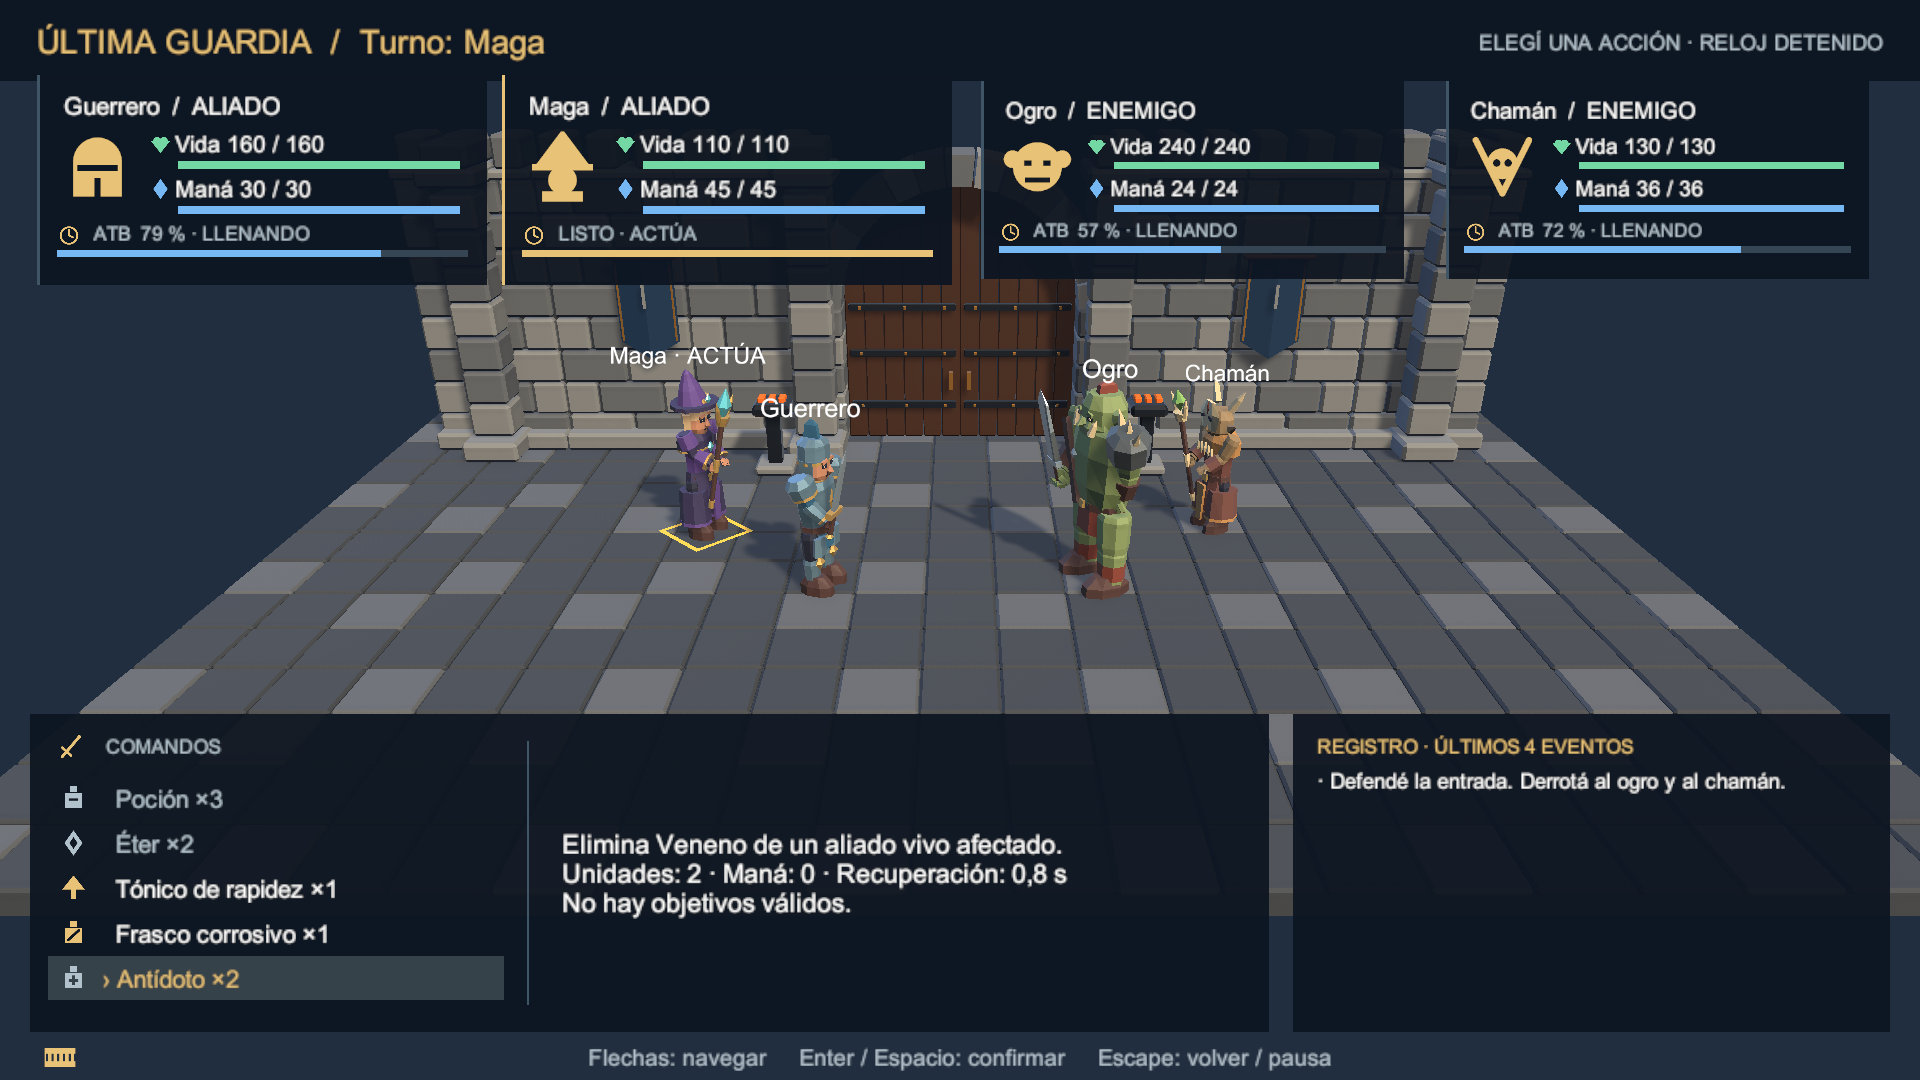 ÚLTIMA GUARDIA / Turno: Maga
ELEGÍ UNA ACCIÓN · RELOJ DETENIDO
Guerrero / ALIADO
Vida 160 / 160
Maná 30 / 30
ATB 79 % · LLENANDO
Maga / ALIADO
Vida 110 / 110
Maná 45 / 45
LISTO · ACTÚA
Ogro / ENEMIGO
Vida 240 / 240
Maná 24 / 24
ATB 57 % · LLENANDO
Chamán / ENEMIGO
Vida 130 / 130
Maná 36 / 36
ATB 72 % · LLENANDO
Maga · ACTÚA
Guerrero
Ogro
Chamán
COMANDOS
Poción ×3
Éter ×2
Tónico de rapidez ×1
Frasco corrosivo ×1
› Antídoto ×2
Elimina Veneno de un aliado vivo afectado.
Unidades: 2 · Maná: 0 · Recuperación: 0,8 s
No hay objetivos válidos.
REGISTRO · ÚLTIMOS 4 EVENTOS
· Defendé la entrada. Derrotá al ogro y al chamán.
Flechas: navegar Enter / Espacio: confirmar Escape: volver / pausa